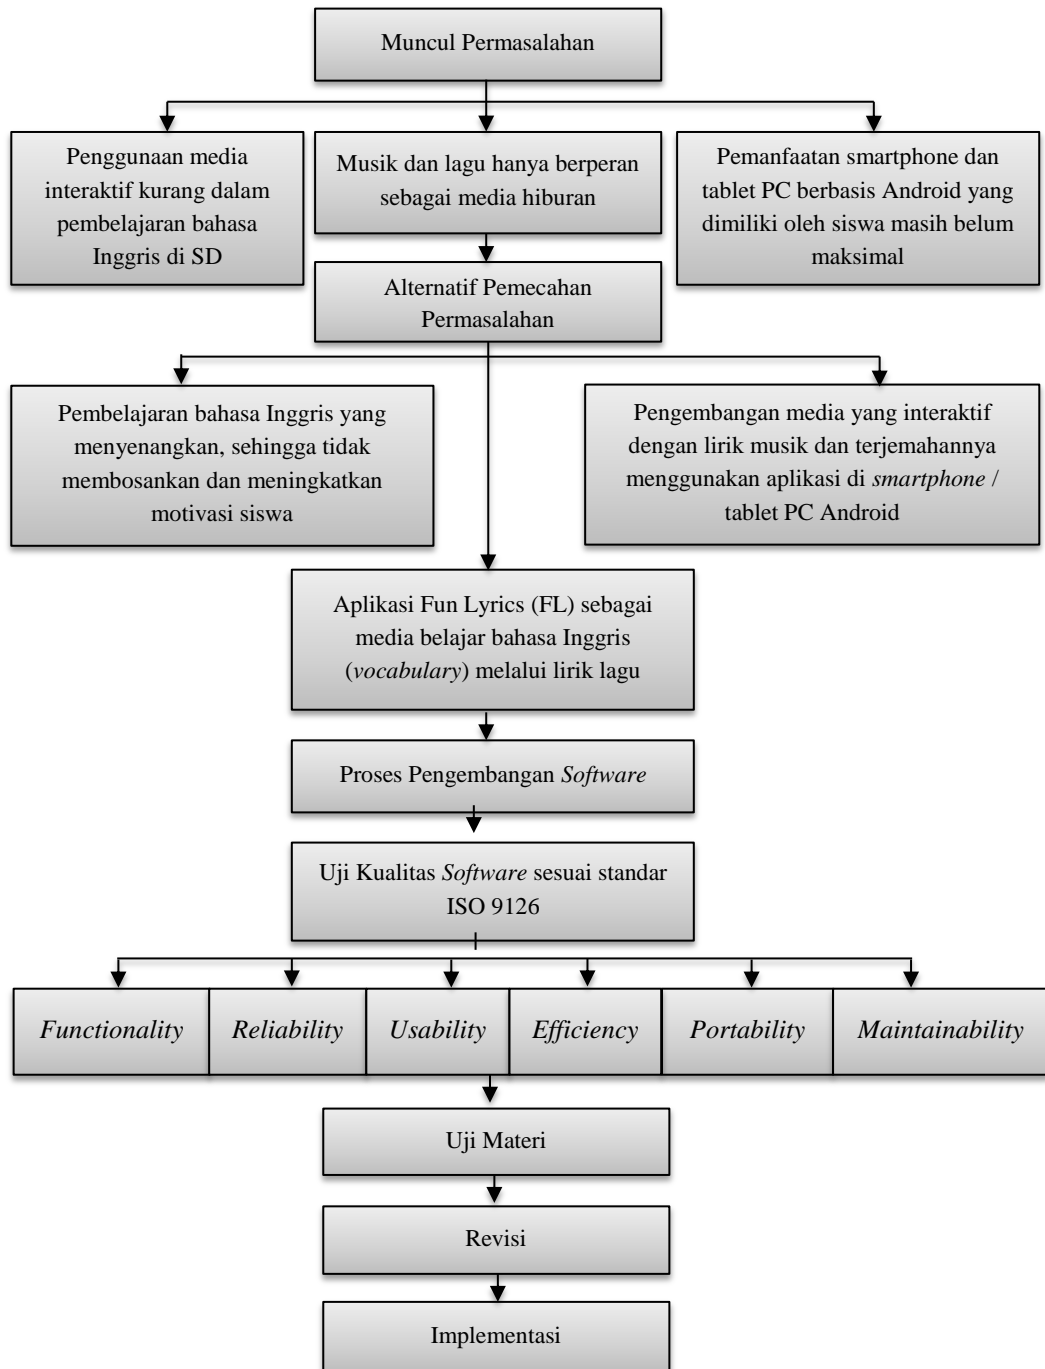 Muncul Permasalahan
Penggunaan media
interaktif kurang dalam
pembelajaran bahasa
Inggris di SD
Musik dan lagu hanya berperan
sebagai media hiburan
Pemanfaatan smartphone dan
tablet PC berbasis Android yang
dimiliki oleh siswa masih belum
maksimal
Alternatif Pemecahan
Permasalahan
Pembelajaran bahasa Inggris yang
menyenangkan, sehingga tidak
membosankan dan meningkatkan
motivasi siswa
Pengembangan media yang interaktif
dengan lirik musik dan terjemahannya
menggunakan aplikasi di smartphone /
tablet PC Android
Aplikasi Fun Lyrics (FL) sebagai
media belajar bahasa Inggris
(vocabulary) melalui lirik lagu
Proses Pengembangan Software
Uji Kualitas Software sesuai standar
ISO 9126
Functionality
Reliability
Usability
Efficiency
Portability
Maintainability
Uji Materi
Revisi
Implementasi